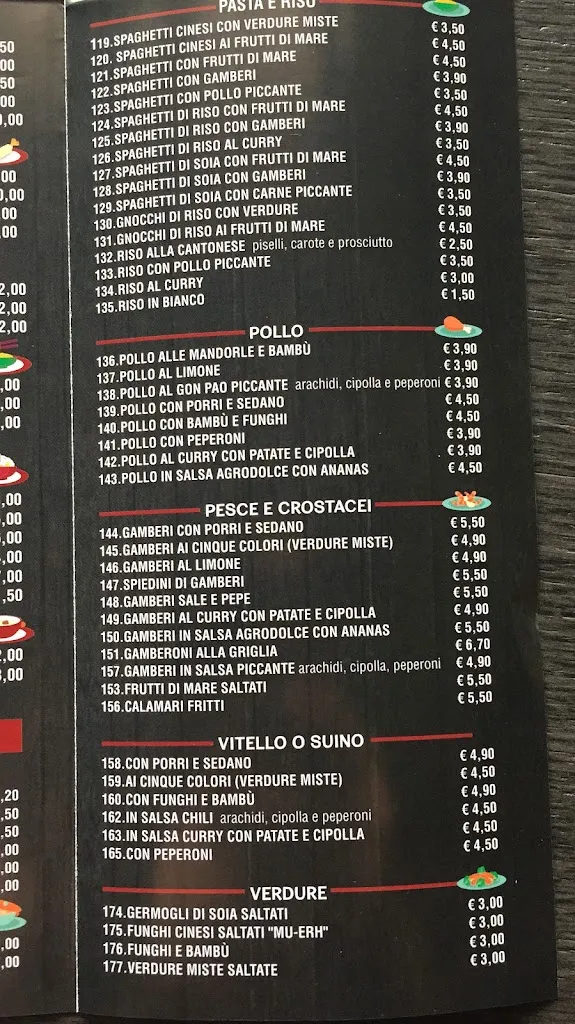 PASTA E RISO
119.SPAGHETTI CINESI CON VERDURE MISTE € 3,50
120. SPAGHETTI CINESI AI FRUTTI DI MARE € 4,50
121.SPAGHETTI CON FRUTTI DI MARE € 4,50
122.SPAGHETTI CON GAMBERI € 3,90
123.SPAGHETTI CON POLLO PICCANTE € 3,50
124.SPAGHETTI DI RISO CON FRUTTI DI MARE € 4,50
125.SPAGHETTI DI RISO CON GAMBERI € 3,90
126.SPAGHETTI DI RISO AL CURRY € 3,50
127.SPAGHETTI DI SOIA CON FRUTTI DI MARE € 4,50
128.SPAGHETTI DI SOIA CON GAMBERI € 3,90
129.SPAGHETTI DI SOIA CON CARNE PICCANTE € 3,50
130.GNOCCHI DI RISO CON VERDURE € 3,50
131.GNOCCHI DI RISO AI FRUTTI DI MARE € 4,50
132.RISO ALLA CANTONESE piselli, carote e prosciutto € 2,50
133.RISO CON POLLO PICCANTE € 3,50
134.RISO AL CURRY € 3,00
135.RISO IN BIANCO € 1,50
POLLO
136.POLLO ALLE MANDORLE E BAMBÙ € 3,90
137.POLLO AL LIMONE € 3,90
138.POLLO AL GON PAO PICCANTE arachidi, cipolla e peperoni € 3,90
139.POLLO CON PORRI E SEDANO € 4,50
140.POLLO CON BAMBÙ E FUNGHI € 4,50
141.POLLO CON PEPERONI € 3,90
142.POLLO AL CURRY CON PATATE E CIPOLLA € 3,90
143.POLLO IN SALSA AGRODOLCE CON ANANAS € 4,50
PESCE E CROSTACEI
144.GAMBERI CON PORRI E SEDANO € 5,50
145.GAMBERI AI CINQUE COLORI (VERDURE MISTE) € 4,90
146.GAMBERI AL LIMONE € 4,90
147.SPIEDINI DI GAMBERI € 5,50
148.GAMBERI SALE E PEPE € 5,50
149.GAMBERI AL CURRY CON PATATE E CIPOLLA € 4,90
150.GAMBERI IN SALSA AGRODOLCE CON ANANAS € 5,50
151.GAMBERONI ALLA GRIGLIA € 6,70
157.GAMBERI IN SALSA PICCANTE arachidi, cipolla, peperoni € 4,90
153.FRUTTI DI MARE SALTATI € 5,50
156.CALAMARI FRITTI € 5,50
VITELLO O SUINO
158.CON PORRI E SEDANO € 4,90
159.AI CINQUE COLORI (VERDURE MISTE) € 4,50
160.CON FUNGHI E BAMBÙ € 4,90
162.IN SALSA CHILI arachidi, cipolla e peperoni € 4,50
163.IN SALSA CURRY CON PATATE E CIPOLLA € 4,50
165.CON PEPERONI € 4,50
VERDURE
174.GERMOGLI DI SOIA SALTATI € 3,00
175.FUNGHI CINESI SALTATI "MU-ERH" € 3,00
176.FUNGHI E BAMBÙ € 3,00
177.VERDURE MISTE SALTATE € 3,00